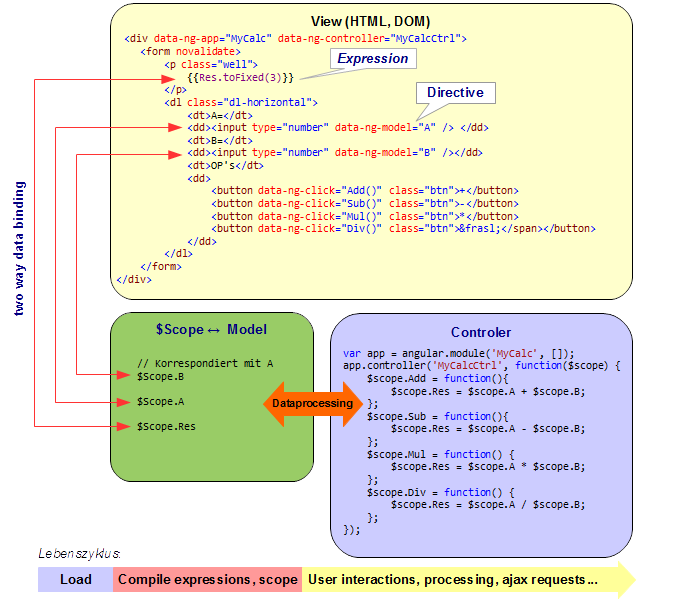 View (HTML, DOM)
<div data-ng-app="MyCalc" data-ng-controller="MyCalcCtrl">
<form novalidate>
<p class="well">
Expression
{{Res.toFixed(3)}}
</p>
Directive
<dl class="dl-horizontal">
<dt>A=</dt>
<dd><input type="number" data-ng-model="A" /> </dd>
<dt>B=</dt>
<dd><input type="number" data-ng-model="B" /></dd>
<dt>OP's</dt>
<dd>
<button data-ng-click="Add()" class="btn">+</button>
<button data-ng-click="Sub()" class="btn">-</button>
<button data-ng-click="Mul()" class="btn">*</button>
<button data-ng-click="Div()" class="btn">&frasl;</span></button>
</dd>
</dl>
</form>
</div>
two way data binding
$Scope ↔ Model
// Korrespondiert mit A
$Scope.B
$Scope.A
$Scope.Res
Dataprocessing
Controler
var app = angular.module('MyCalc', []);
app.controller('MyCalcCtrl', function($scope) {
$scope.Add = function(){
$scope.Res = $scope.A + $scope.B;
};
$scope.Sub = function(){
$scope.Res = $scope.A - $scope.B;
};
$scope.Mul = function() {
$scope.Res = $scope.A * $scope.B;
};
$scope.Div = function() {
$scope.Res = $scope.A / $scope.B;
};
});
Lebenszyklus:
Load
Compile expressions, scope
User interactions, processing, ajax requests...